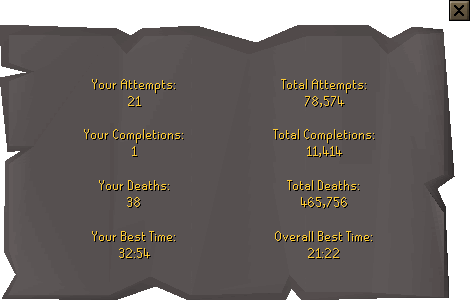 Your Attempts: Total Attempts:
21 78,574
Your Completions: Total Completions:
1 11,414
Your Deaths: Total Deaths:
38 465,756
Your Best Time: Overall Best Time:
32:54 21:22